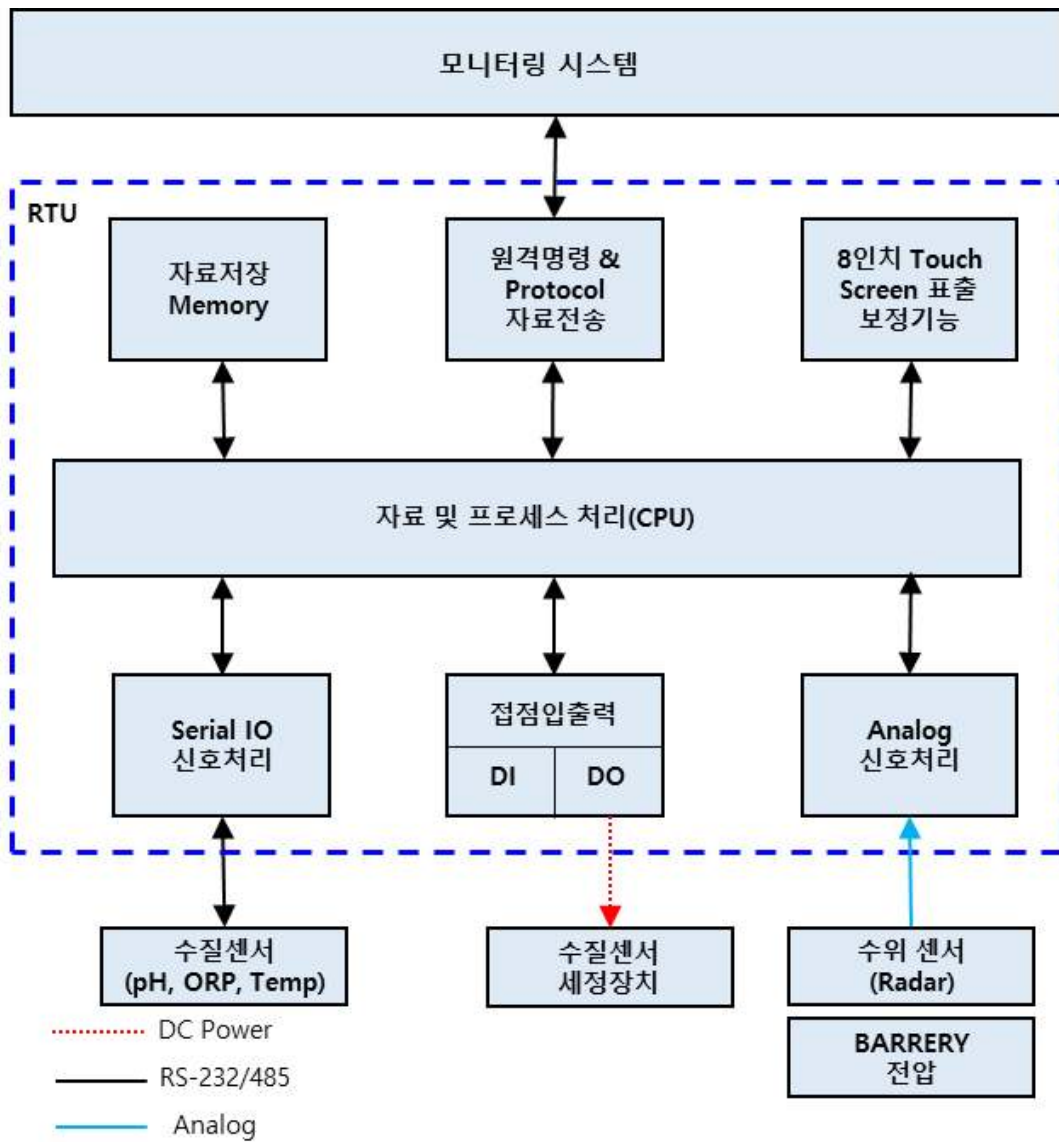 모니터링 시스템
RTU
자료저장
Memory
원격명령 &
Protocol
자료전송
8인치 Touch
Screen 표출
보정기능
자료 및 프로세스 처리(CPU)
Serial IO
신호처리
접점입출력
DI
DO
Analog
신호처리
수질센서
(pH, ORP, Temp)
수질센서
세정장치
수위 센서
(Radar)
BARRERY
전압
DC Power
RS-232/485
Analog